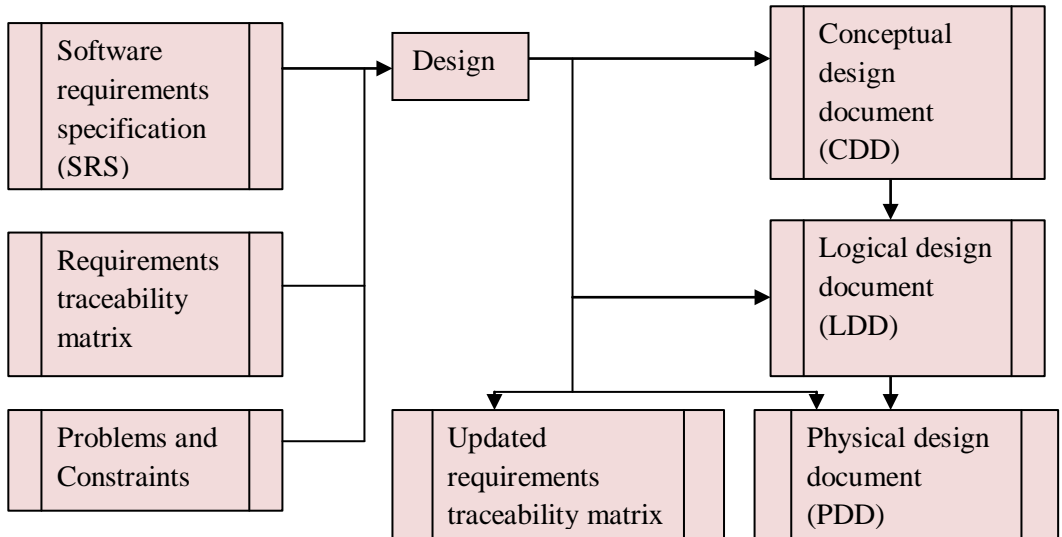 Software
requirements
specification
(SRS)
Requirements
traceability
matrix
Problems and
Constraints
Design
Conceptual
design
document
(CDD)
Logical design
document
(LDD)
Updated
requirements
traceability matrix
Physical design
document
(PDD)